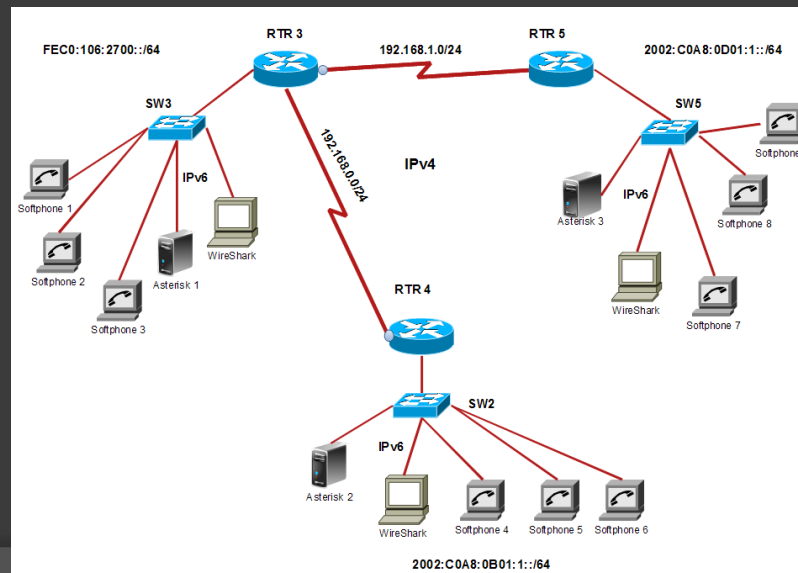 RTR 3
192.168.1.0/24
RTR 5
FEC0:106:2700::/64
2002:C0A8:0D01:1::/64
SW3
SW5
192.168.0.0/24
IPv4
Softphone
IPv6
IPv6
Softphone 1
Asterisk 3
Softphone 8
WireShark
Softphone 2
Asterisk 1
RTR 4
WireShark
Softphone 3
Softphone 7
SW2
IPv6
Asterisk 2
WireShark
Softphone 4
Softphone 5
Softphone 6
2002:C0A8:0B01:1::/64